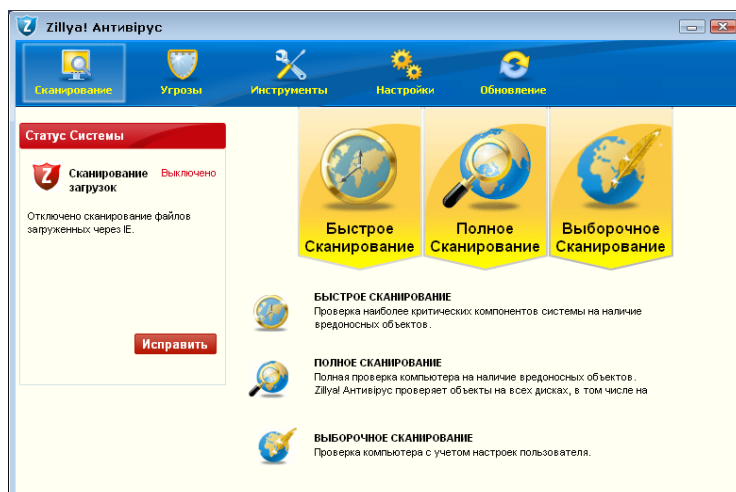 Zillya! Антивірус
Сканирование
Угрозы
Инструменты
Настройки
Обновление
Статус Системы
Сканирование Выключено
загрузок
Отключено сканирование файлов
загруженных через IE.
Исправить
Быстрое
Сканирование
Полное
Сканирование
Выборочное
Сканирование
БЫСТРОЕ СКАНИРОВАНИЕ
Проверка наиболее критических компонентов системы на наличие
вредоносных объектов.
ПОЛНОЕ СКАНИРОВАНИЕ
Полная проверка компьютера на наличие вредоносных объектов.
Zillya! Антивірус проверяет объекты на всех дисках, в том числе на
ВЫБОРОЧНОЕ СКАНИРОВАНИЕ
Проверка компьютера с учетом настроек пользователя.